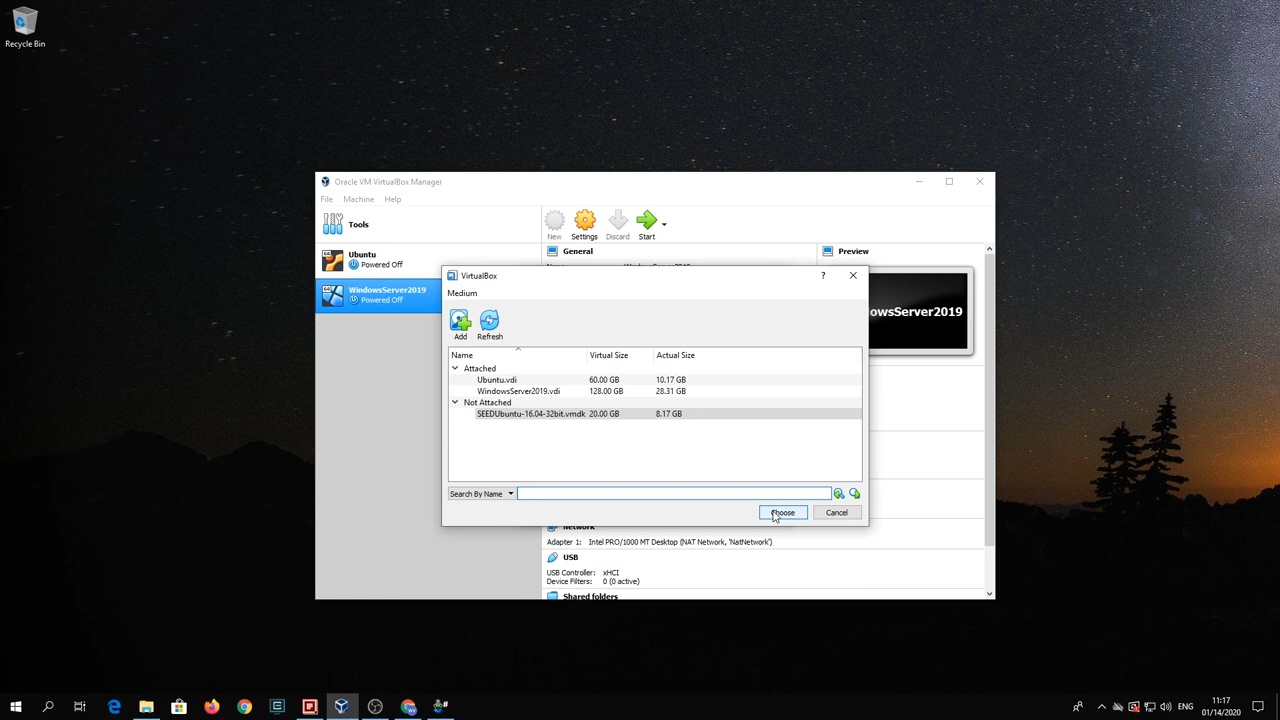 Recycle Bin
Oracle VM VirtualBox Manager
File Machine Help
Tools
New Settings Discard Start
Ubuntu
64
Powered Off
WindowsServer2019
64
Powered Off
General
Preview
owsServer2019
VirtualBox
?
Medium
Add Refresh
Name Virtual Size Actual Size
Attached
Ubuntu.vdi 60.00 GB 10.17 GB
WindowsServer2019.vdi 128.00 GB 28.31 GB
Not Attached
SEEDUbuntu-16.04-32bit.vmdk 20.00 GB 8.17 GB
Search By Name
Choose Cancel
Network
Adapter 1: Intel PRO/1000 MT Desktop (NAT Network, 'NatNetwork')
USB
USB Controller: xHCI
Device Filters: 0 (0 active)
Shared folders
ENG
11:17
01/14/2020